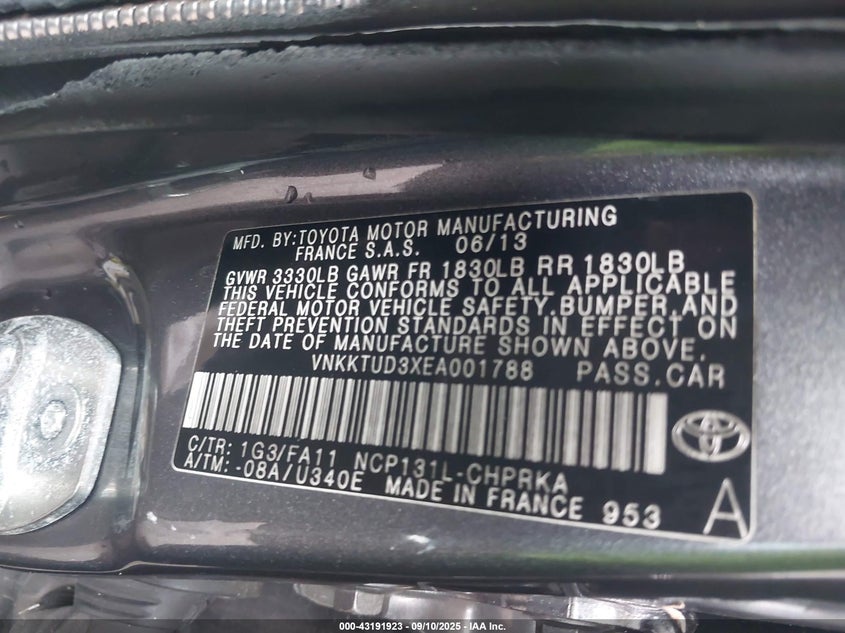 MFD. BY:TOYOTA MOTOR MANUFACTURING
FRANCE S.A.S. 06/13
GVWR 3330LB GAWR FR 1830LB RR 1830LB
THIS VEHICLE CONFORMS TO ALL APPLICABLE
FEDERAL MOTOR VEHICLE SAFETY,BUMPER,AND
THEFT PREVENTION STANDARDS IN EFFECT ON
THE DATE OF MANUFACTURE SHOWN ABOVE.
VNKKTUD3XEA001788 PASS.CAR
C/TR: 1G3/FA11 NCP131L-CHPRKA
A/TM: -08A/U340E MADE IN FRANCE 953 A
000-43191923 - 09/10/2025 - IAA Inc.